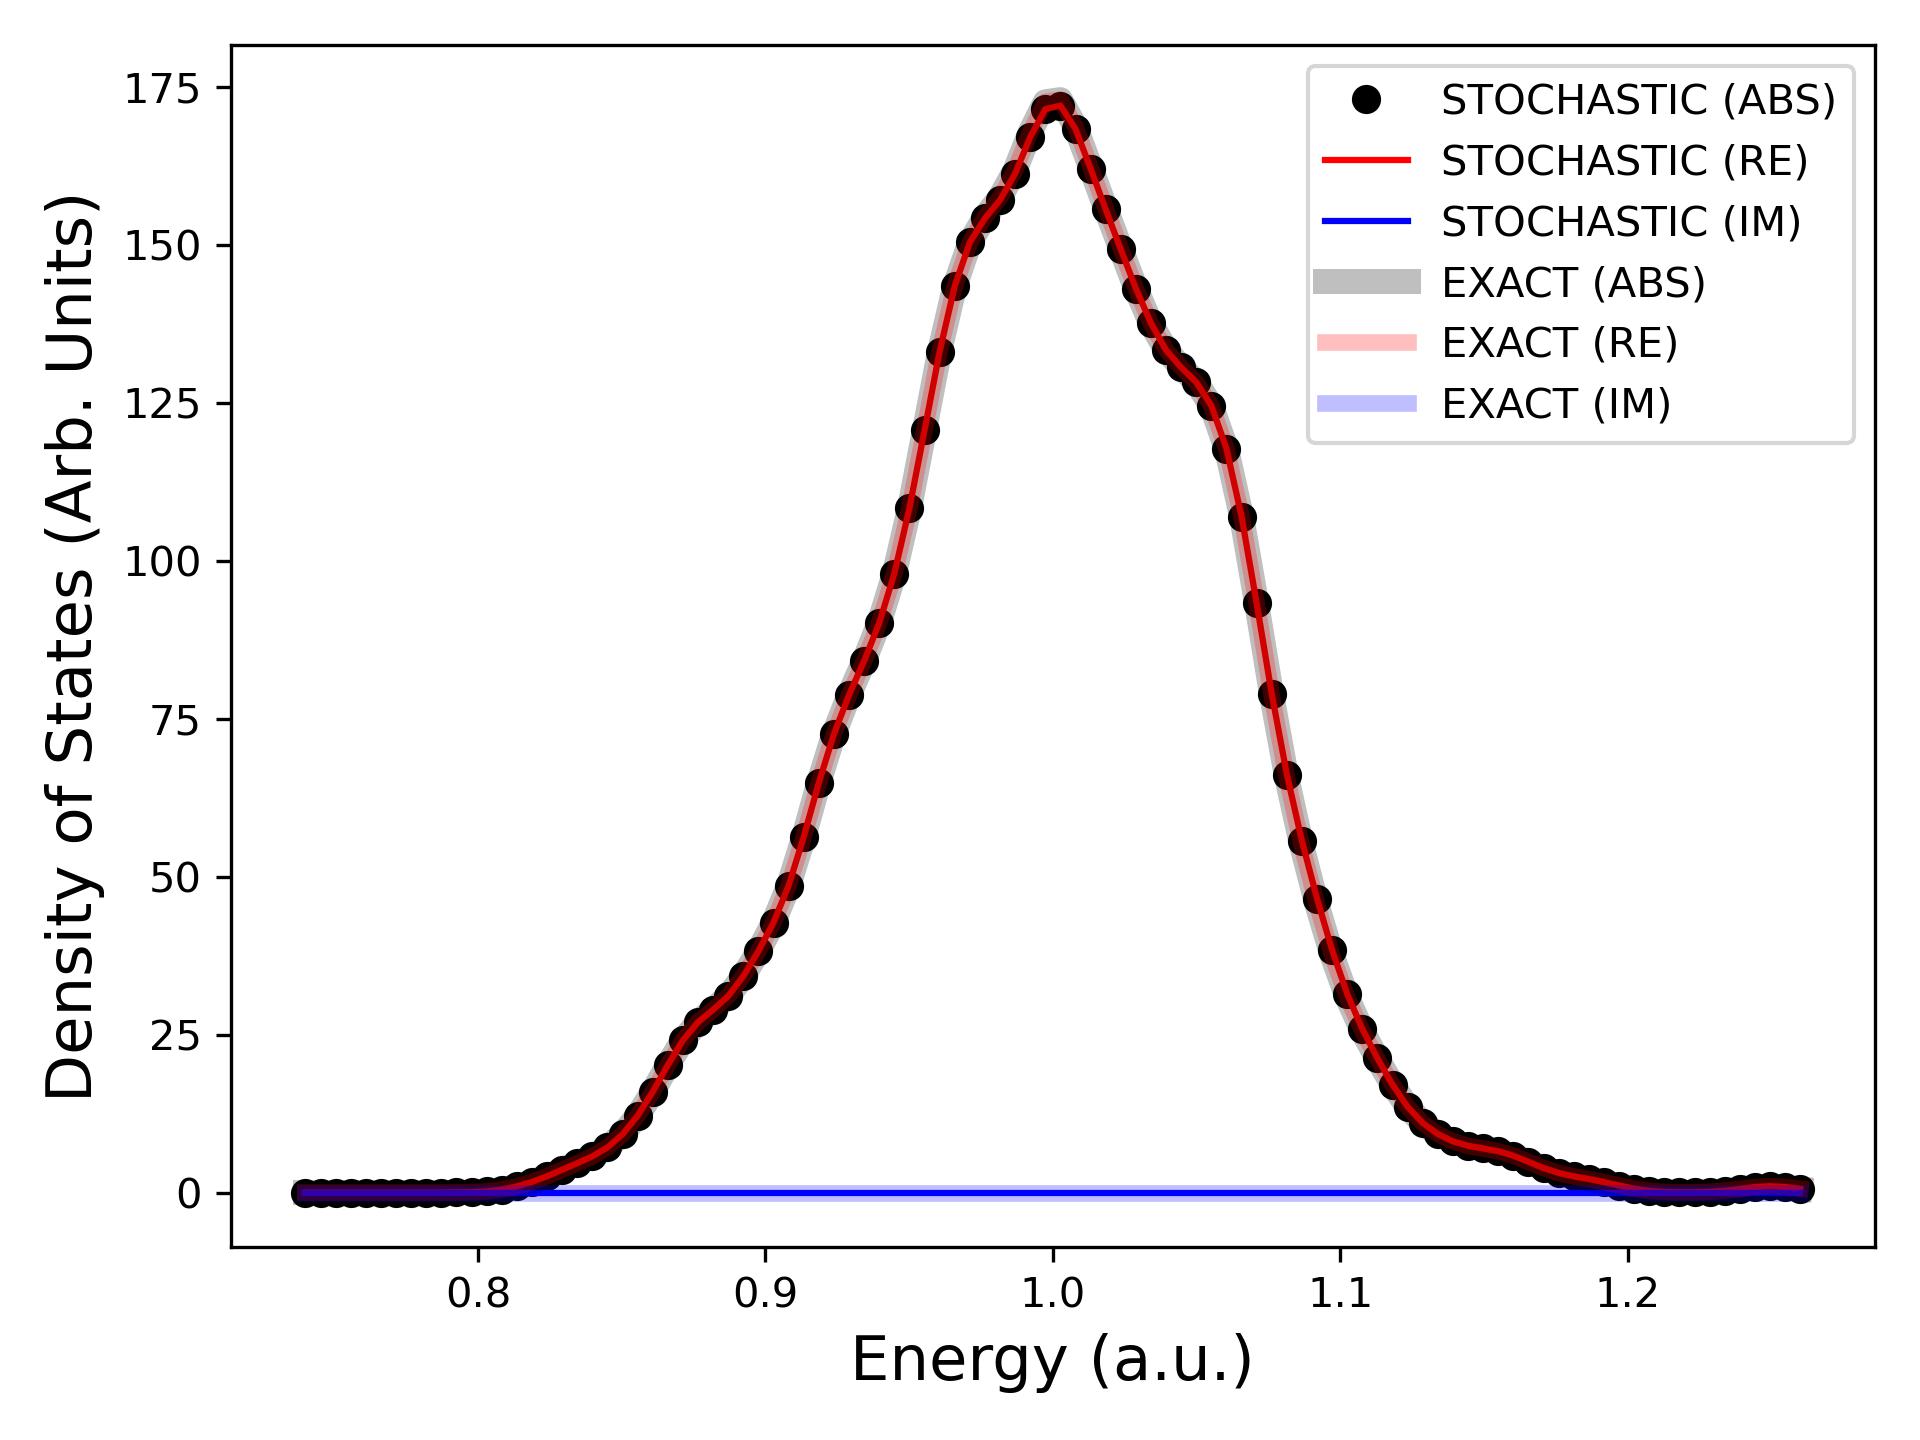 Density of States (Arb. Units)
175
150
125
100
75
50
25
0
STOCHASTIC (ABS)
STOCHASTIC (RE)
STOCHASTIC (IM)
EXACT (ABS)
EXACT (RE)
EXACT (IM)
0.8 0.9 1.0 1.1 1.2
Energy (a.u.)